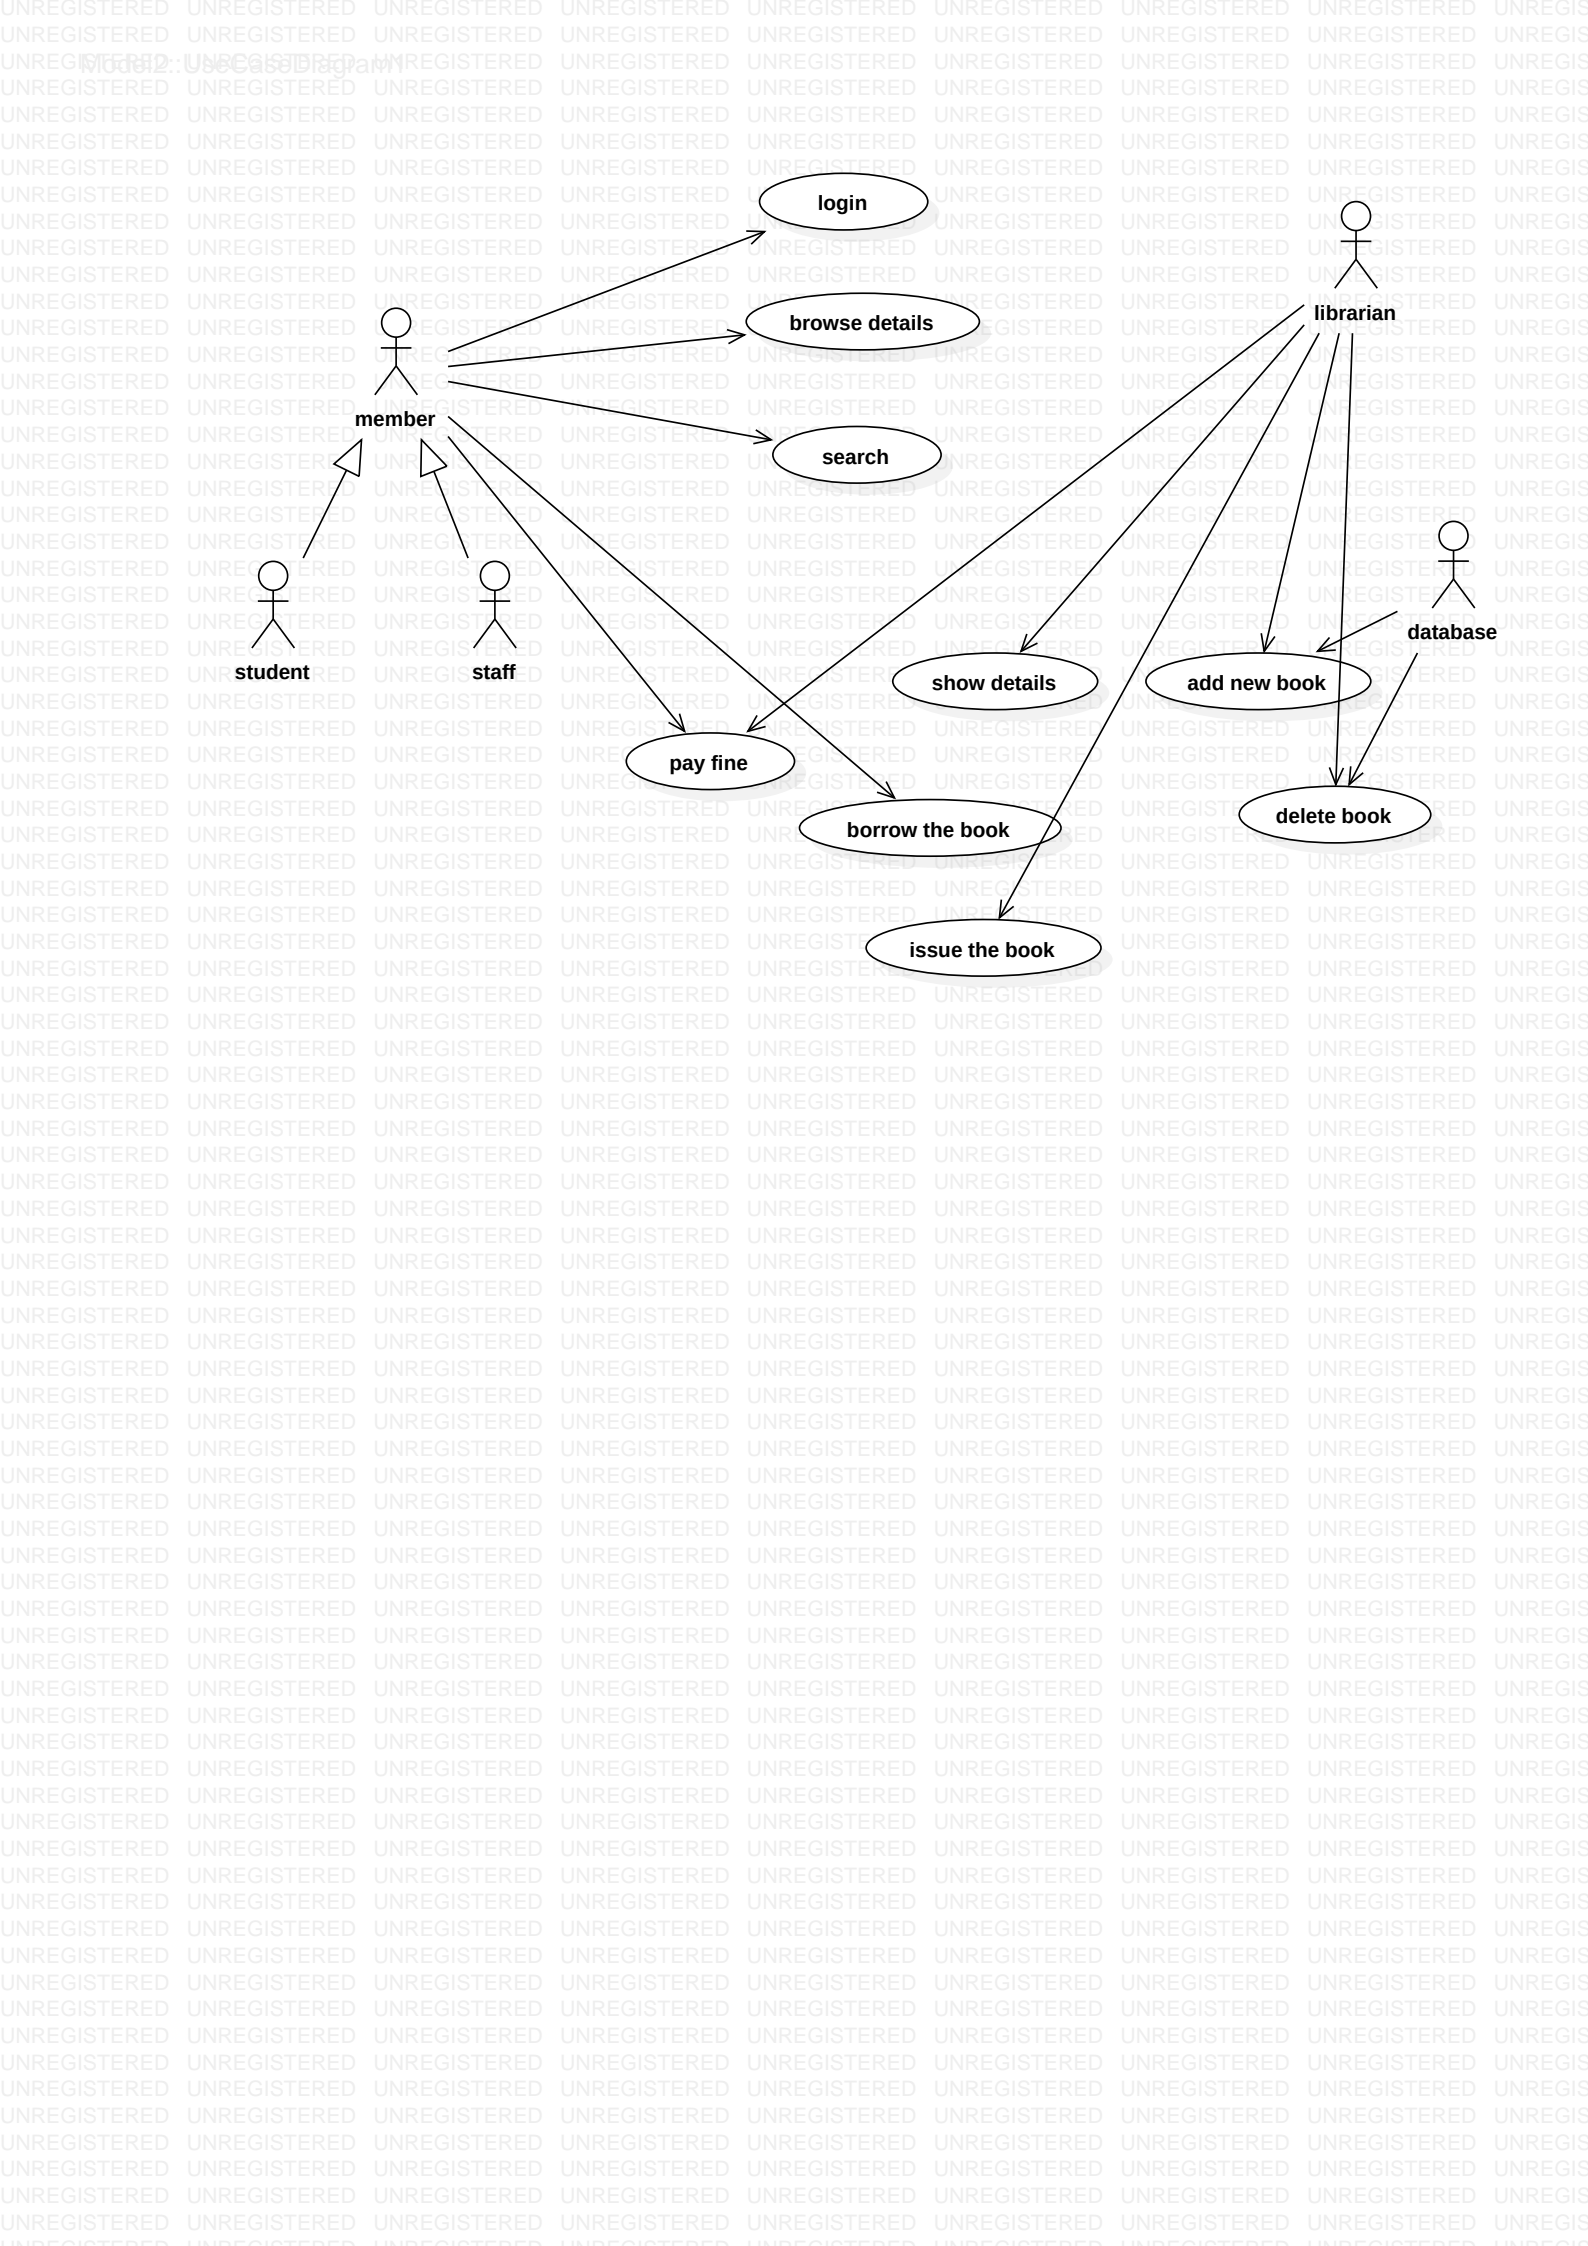 Model2::UseCaseDiagram1
login
librarian
browse details
member
search
database
student
staff
show details
add new book
pay fine
delete book
borrow the book
issue the book
UNREGISTERED